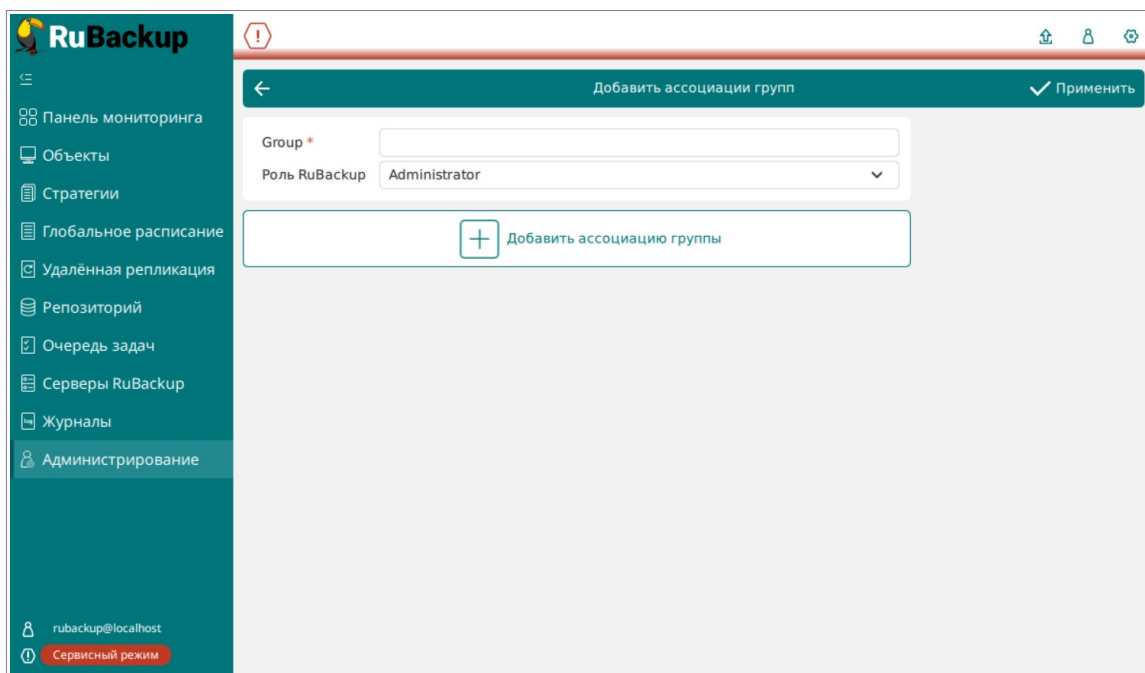 RuBackup
Добавить ассоциации групп
Применить
Панель мониторинга
Объекты
Стратегии
Глобальное расписание
Удалённая репликация
Репозиторий
Очередь задач
Серверы RuBackup
Журналы
Администрирование
Group *
Роль RuBackup Administrator
Добавить ассоциацию группы
rubackup@localhost
Сервисный режим